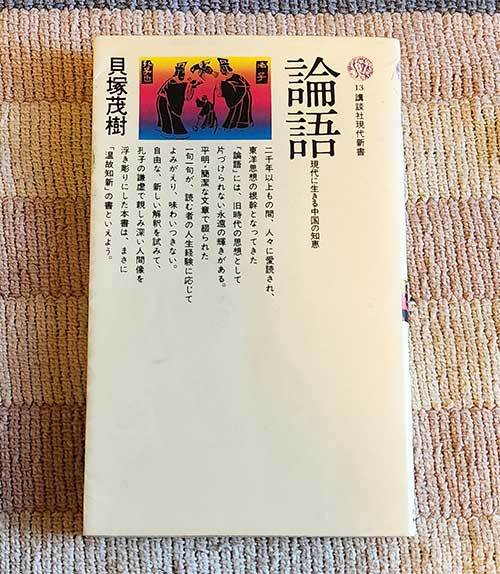 13 講談社現代新書
論語
現代に生きる中国の知恵
貝塚茂樹
二千年以上もの間、人々に愛読され、
東洋思想の根幹となってきた
「論語」には、旧時代の思想として
片づけられない永遠の輝きがある。
平明・簡潔な文章で綴られた
一句一句が、読む者の人生経験に応じて
よみがえり、味わいつきない。
自由な、新しい解釈を試みて、
孔子の謙虚で親しみ深い人間像を
浮き彫りにした本書は、まさに
「温故知新」の書といえよう。